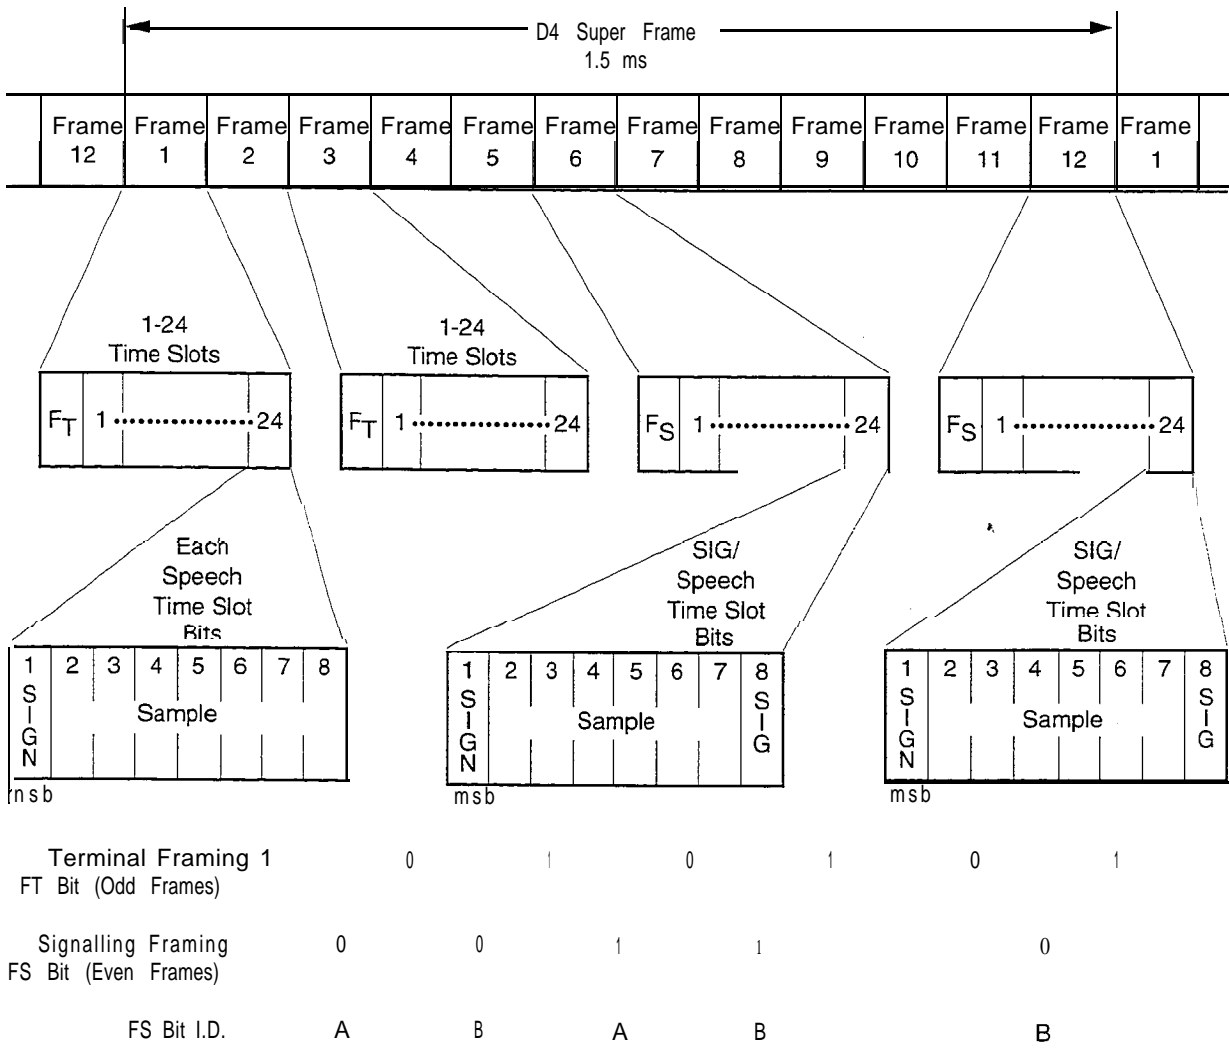 D4 Super Frame
1.5 ms
Frame 12 Frame 1 Frame 2 Frame 3 Frame 4 Frame 5 Frame 6 Frame 7 Frame 8 Frame 9 Frame 10 Frame 11 Frame 12 Frame 1
1-24
Time Slots
1-24
Time Slots
FT 1 24
FT 1 24
FS 1 24
FS 1 24
Each
Speech
Time Slot
Bits
SIG/
Speech
Time Slot
Bits
SIG/
Speech
Time Slot
Bits
1 2 3 4 5 6 7 8
SIGN
Sample
msb
1 2 3 4 5 6 7 8
SIGN
Sample
SIG
msb
1 2 3 4 5 6 7 8
SIGN
Sample
SIG
msb
Terminal Framing 1 0 1 0 1 0 1
FT Bit (Odd Frames)
Signalling Framing 0 0 1 1 0
FS Bit (Even Frames)
FS Bit I.D. A B A B B